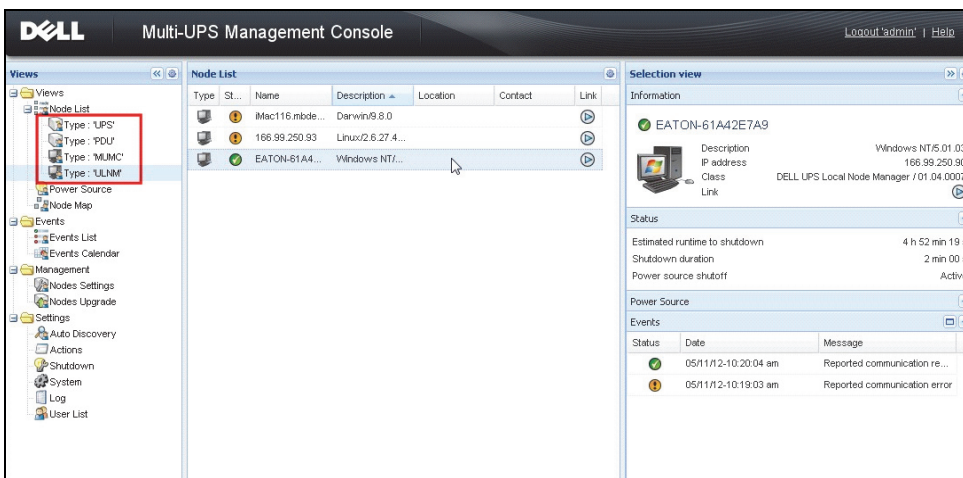 DELL Multi-UPS Management Console Logout 'admin' | Help
Views
Views
Node List
Type : 'UPS'
Type : 'PDU'
Type : 'MUMC'
Type : 'ULNM'
Power Source
Node Map
Events
Events List
Events Calendar
Management
Nodes Settings
Nodes Upgrade
Settings
Auto Discovery
Actions
Shutdown
System
Log
User List
Node List
Type St... Name Description Location Contact Link
iMac116.mbde... Darwin/9.8.0
166.99.250.93 Linux/2.6.27.4...
EATON-61A4... Windows NT/...
Selection view
Information
EATON-61A42E7A9
Description Windows NT/5.01.03
IP address 166.99.250.90
Class DELL UPS Local Node Manager / 01.04.0007
Link
Status
Estimated runtime to shutdown 4 h 52 min 19
Shutdown duration 2 min 00
Power source shutoff Activ
Power Source
Events
Status Date Message
05/11/12-10:20:04 am Reported communication re...
05/11/12-10:19:03 am Reported communication error